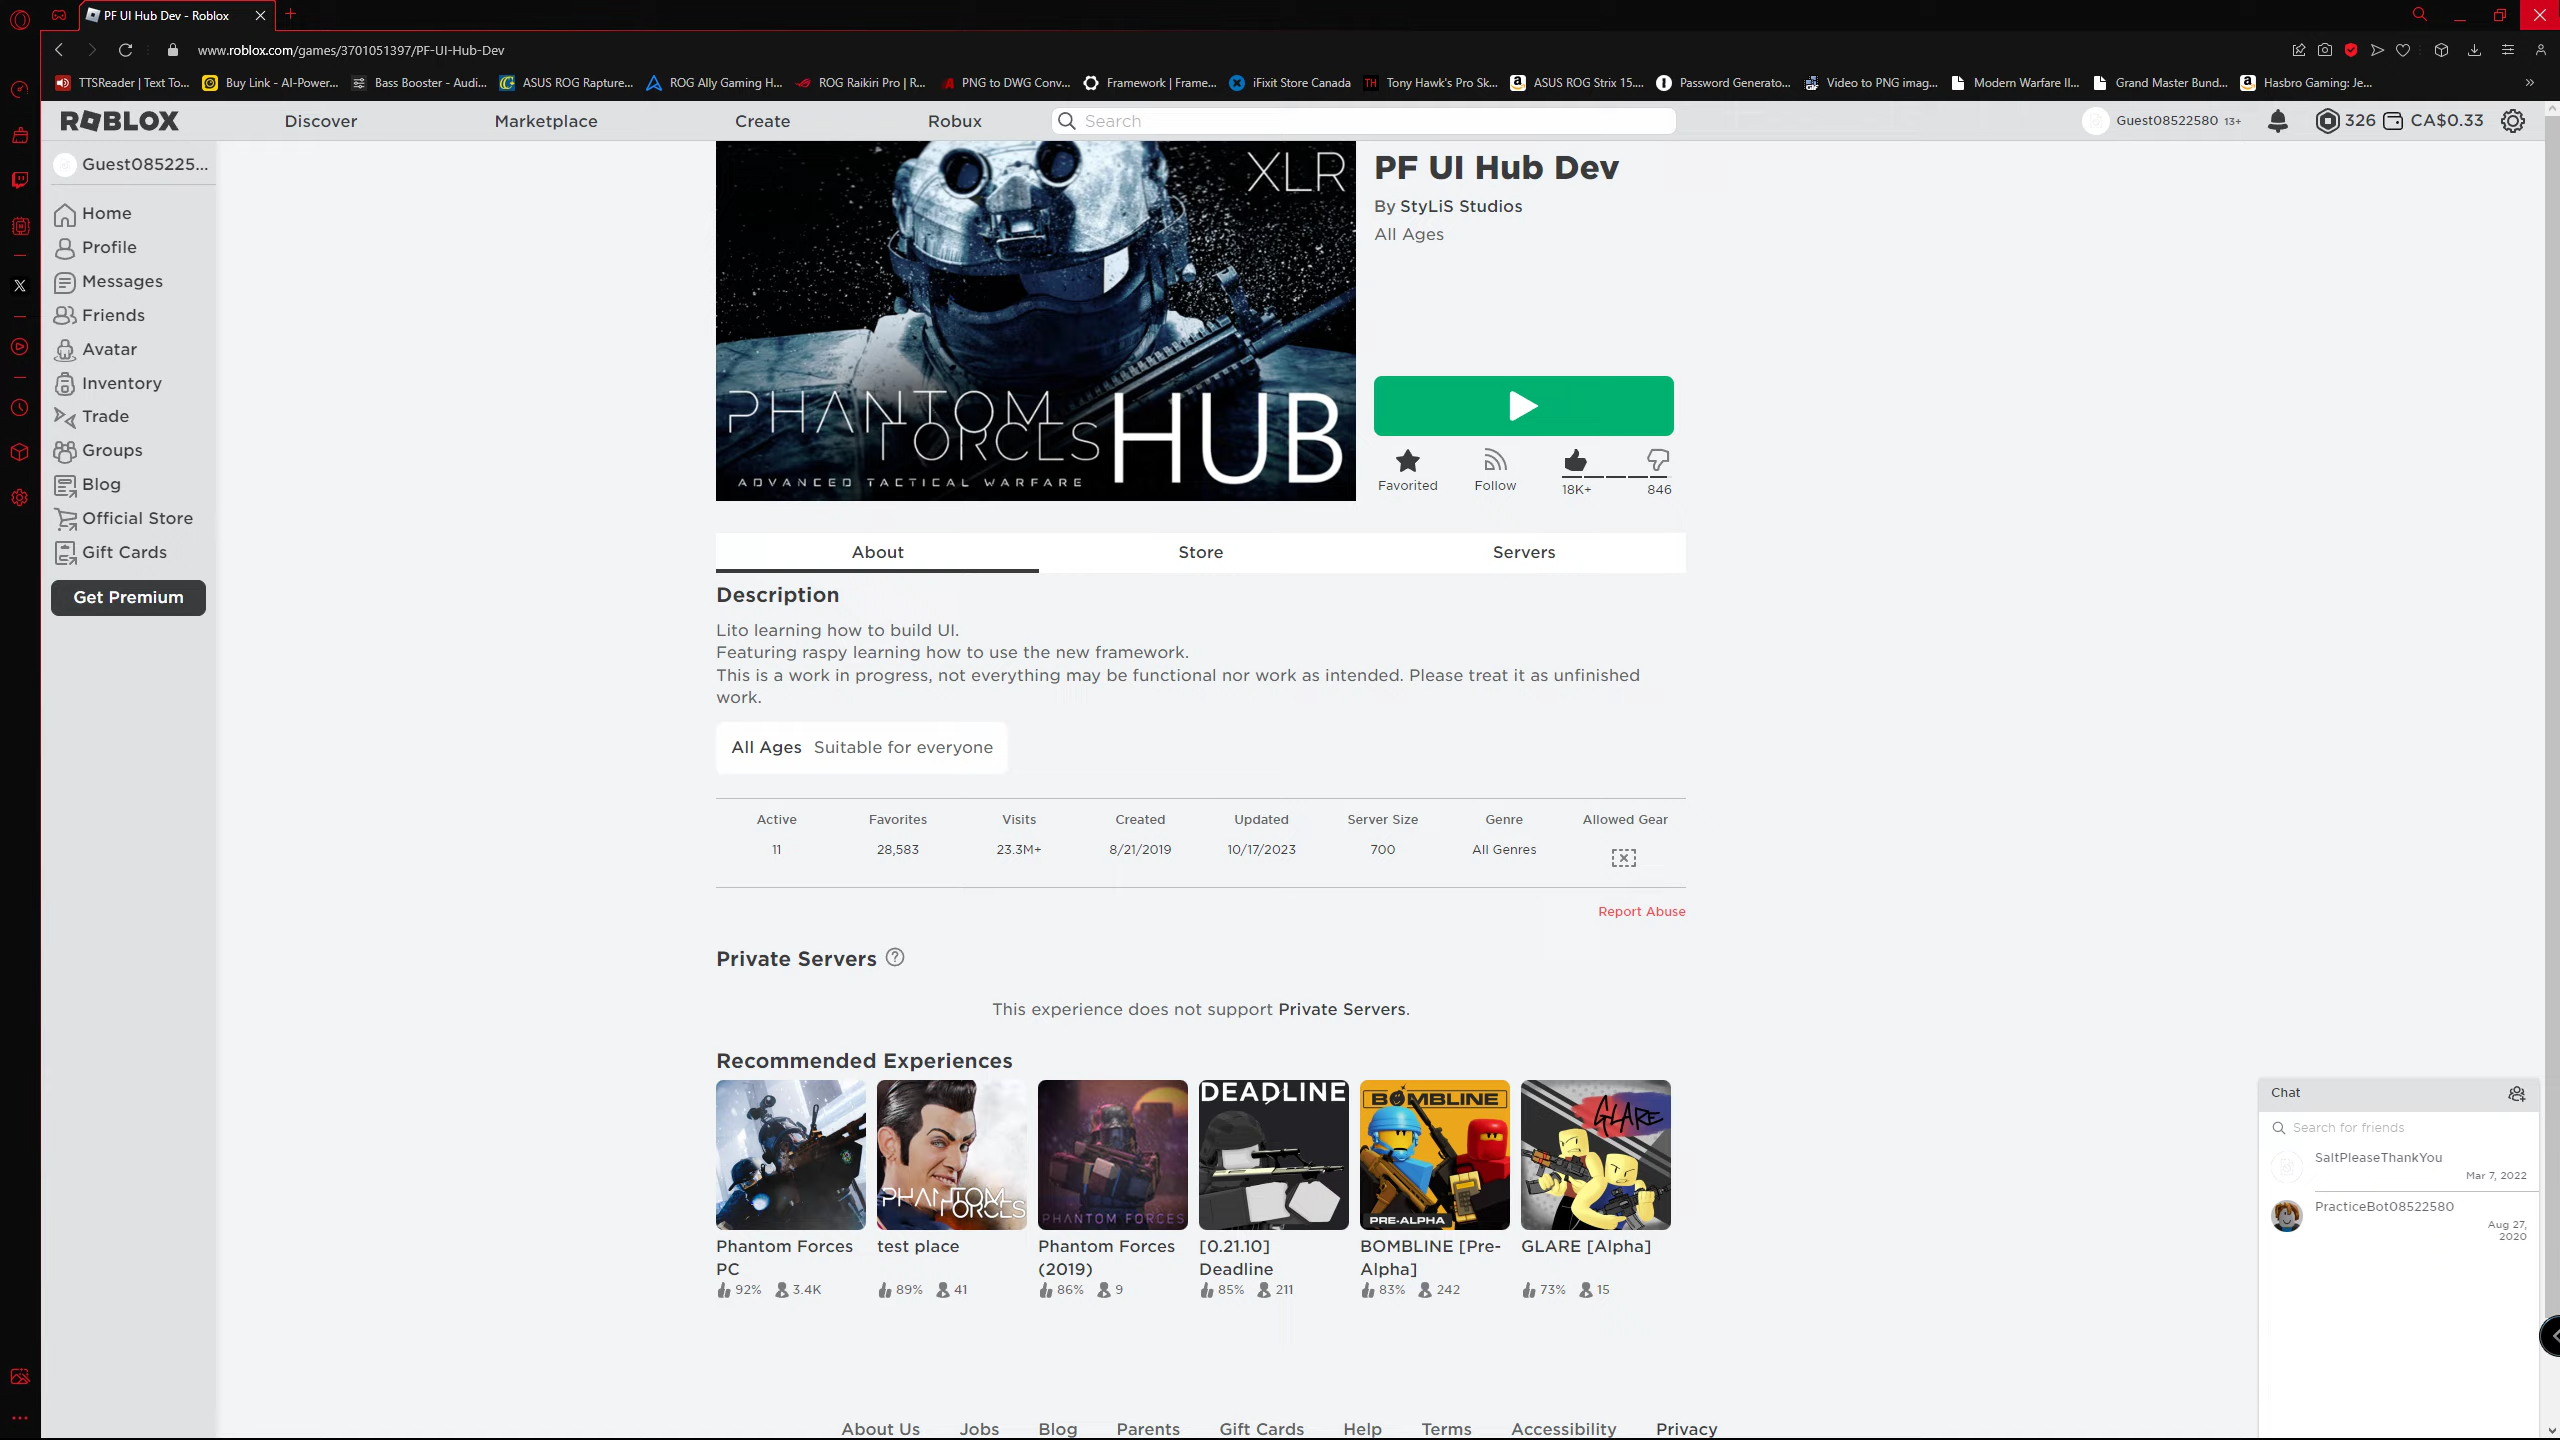 PF UI Hub Dev - Roblox
www.roblox.com/games/3701051397/PF-UI-Hub-Dev
TTSReader | Text To... Buy Link - AI-Power... Bass Booster - Audi... ASUS ROG Rapture... ROG Ally Gaming H... ROG Raikiri Pro | R... PNG to DWG Conv... Framework | Frame... iFixit Store Canada Tony Hawk's Pro Sk... ASUS ROG Strix 15.... Password Generato... Video to PNG imag... Modern Warfare II... Grand Master Bund... Hasbro Gaming: Je...
ROBLOX Discover Marketplace Create Robux Search Guest08522580 13+ 326 CA$0.33
Guest085225...
Home
Profile
Messages
Friends
Avatar
Inventory
Trade
Groups
Blog
Official Store
Gift Cards
Get Premium
XLR
PHANTOM FORCES HUB
ADVANCED TACTICAL WARFARE
PF UI Hub Dev
By StyLiS Studios
All Ages
Favorited Follow 18K+ 846
About Store Servers
Description
Lito learning how to build UI.
Featuring raspy learning how to use the new framework.
This is a work in progress, not everything may be functional nor work as intended. Please treat it as unfinished
work.
All Ages Suitable for everyone
Active Favorites Visits Created Updated Server Size Genre Allowed Gear
11 28,583 23.3M+ 8/21/2019 10/17/2023 700 All Genres
Report Abuse
Private Servers
This experience does not support Private Servers.
Recommended Experiences
PHANTOM FORCES
PHANTOM FORCES
DEADLINE
BOMBLINE
PRE-ALPHA
GLARE
Phantom Forces PC
92% 3.4K
test place
89% 41
Phantom Forces (2019)
86% 9
[0.21.10] Deadline
85% 211
BOMBLINE [Pre-Alpha]
83% 242
GLARE [Alpha]
73% 15
Chat
Search for friends
SaltPleaseThankYou
Mar 7, 2022
PracticeBot08522580
Aug 27,
2020
About Us Jobs Blog Parents Gift Cards Help Terms Accessibility Privacy